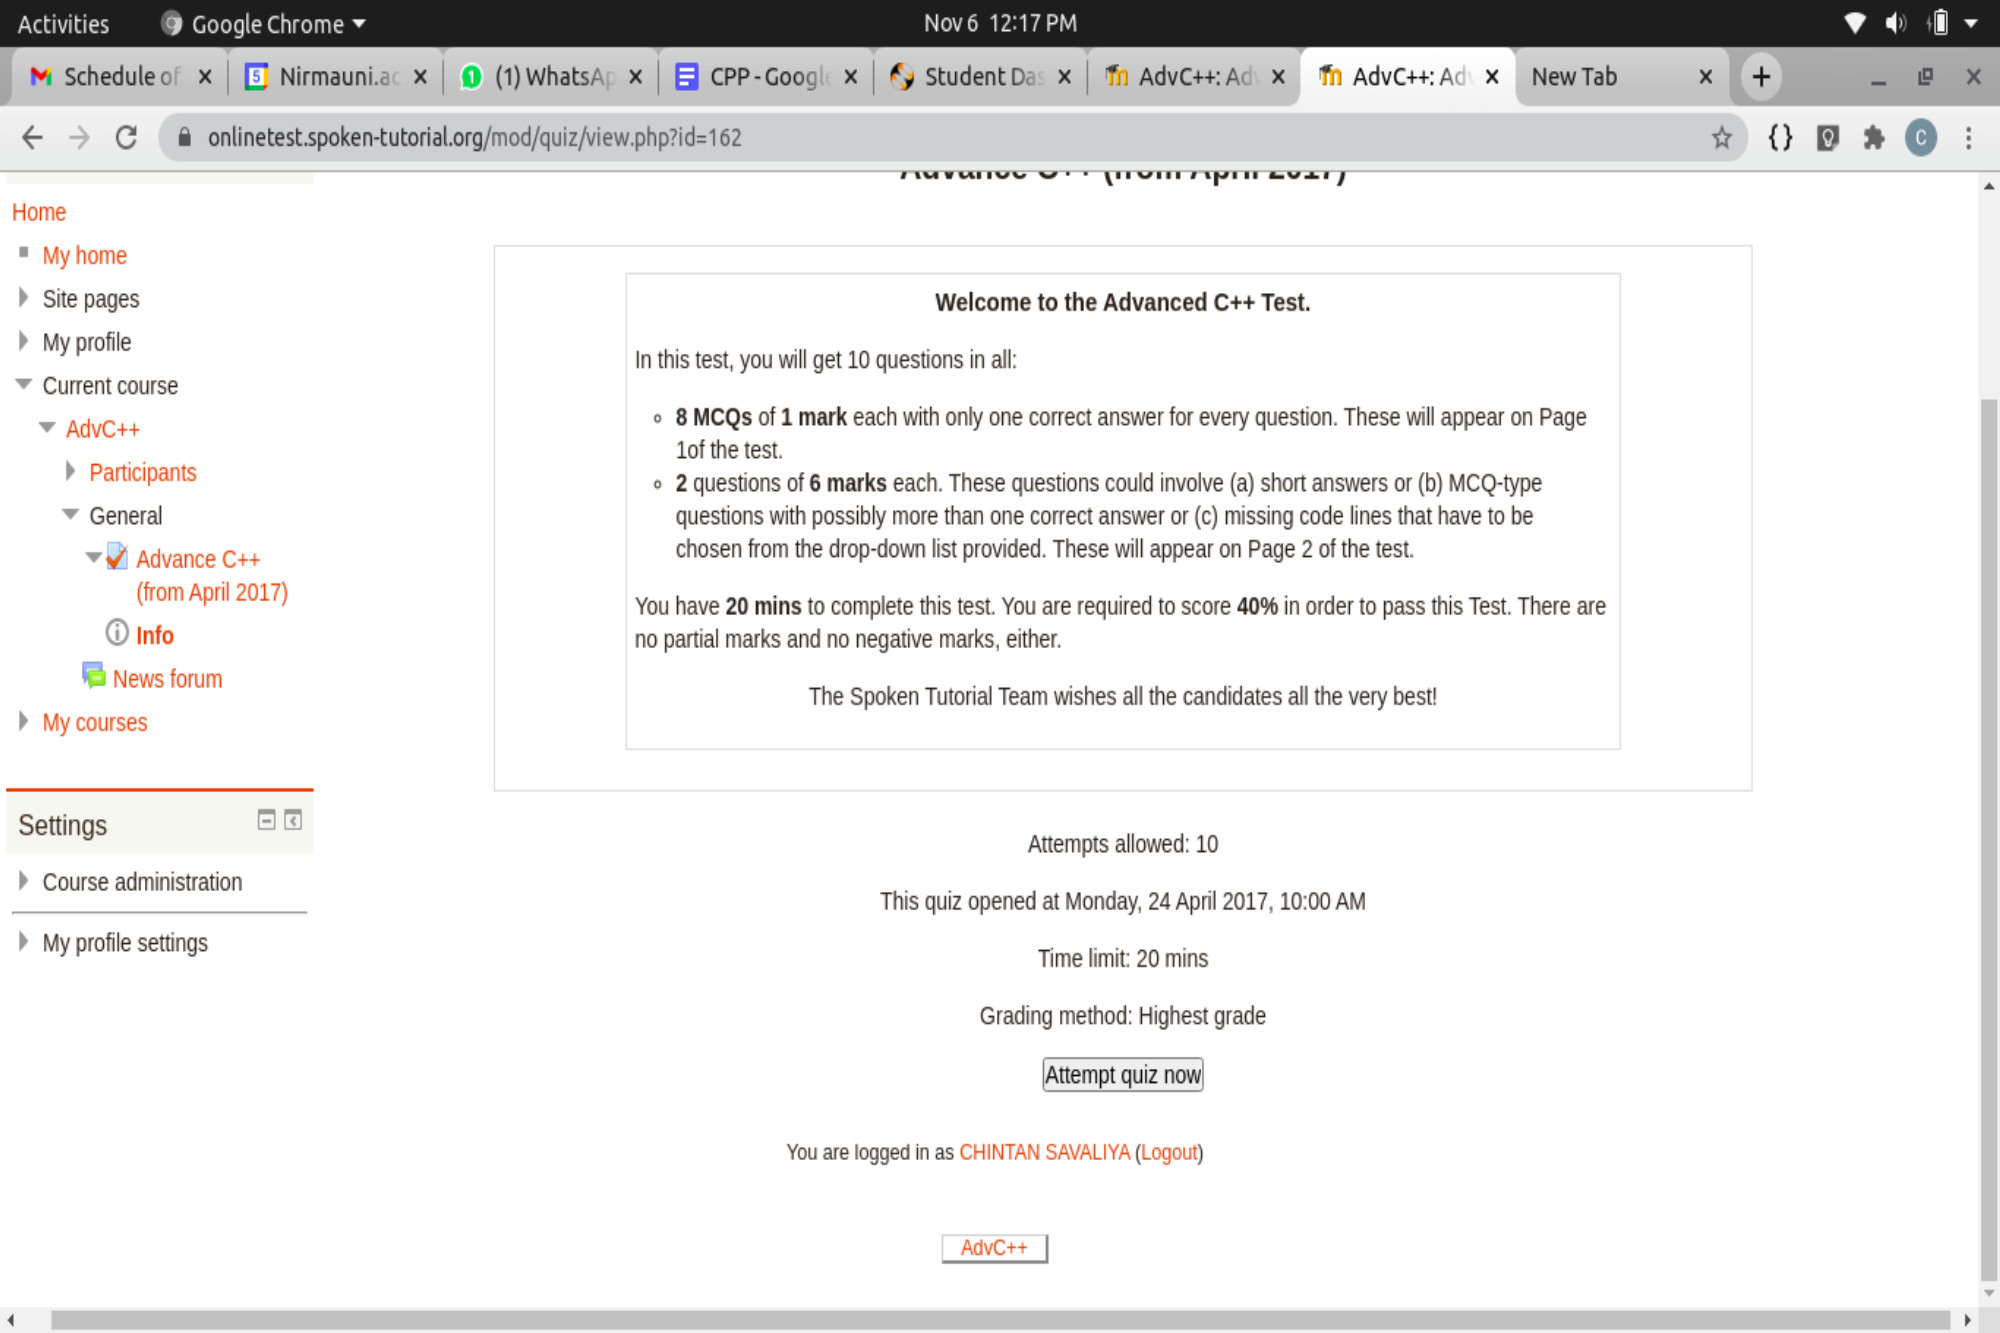 Activities
Google Chrome
Nov 6 12:17 PM
Schedule of
Nirmauni.ac
(1) WhatsAp
CPP - Google
Student Das
AdvC++: Ad
AdvC++: Ad
New Tab
onlinetest.spoken-tutorial.org/mod/quiz/view.php?id=162
C
Advance C++ (from April 2017)
Home
My home
Site pages
My profile
Current course
AdvC++
Participants
General
Advance C++
(from April 2017)
Info
News forum
My courses
Settings
Course administration
My profile settings
Welcome to the Advanced C++ Test.
In this test, you will get 10 questions in all:
8 MCQs of 1 mark each with only one correct answer for every question. These will appear on Page
1of the test.
2 questions of 6 marks each. These questions could involve (a) short answers or (b) MCQ-type
questions with possibly more than one correct answer or (c) missing code lines that have to be
chosen from the drop-down list provided. These will appear on Page 2 of the test.
You have 20 mins to complete this test. You are required to score 40% in order to pass this Test. There are
no partial marks and no negative marks, either.
The Spoken Tutorial Team wishes all the candidates all the very best!
Attempts allowed: 10
This quiz opened at Monday, 24 April 2017, 10:00 AM
Time limit: 20 mins
Grading method: Highest grade
Attempt quiz now
You are logged in as CHINTAN SAVALIYA (Logout)
AdvC++